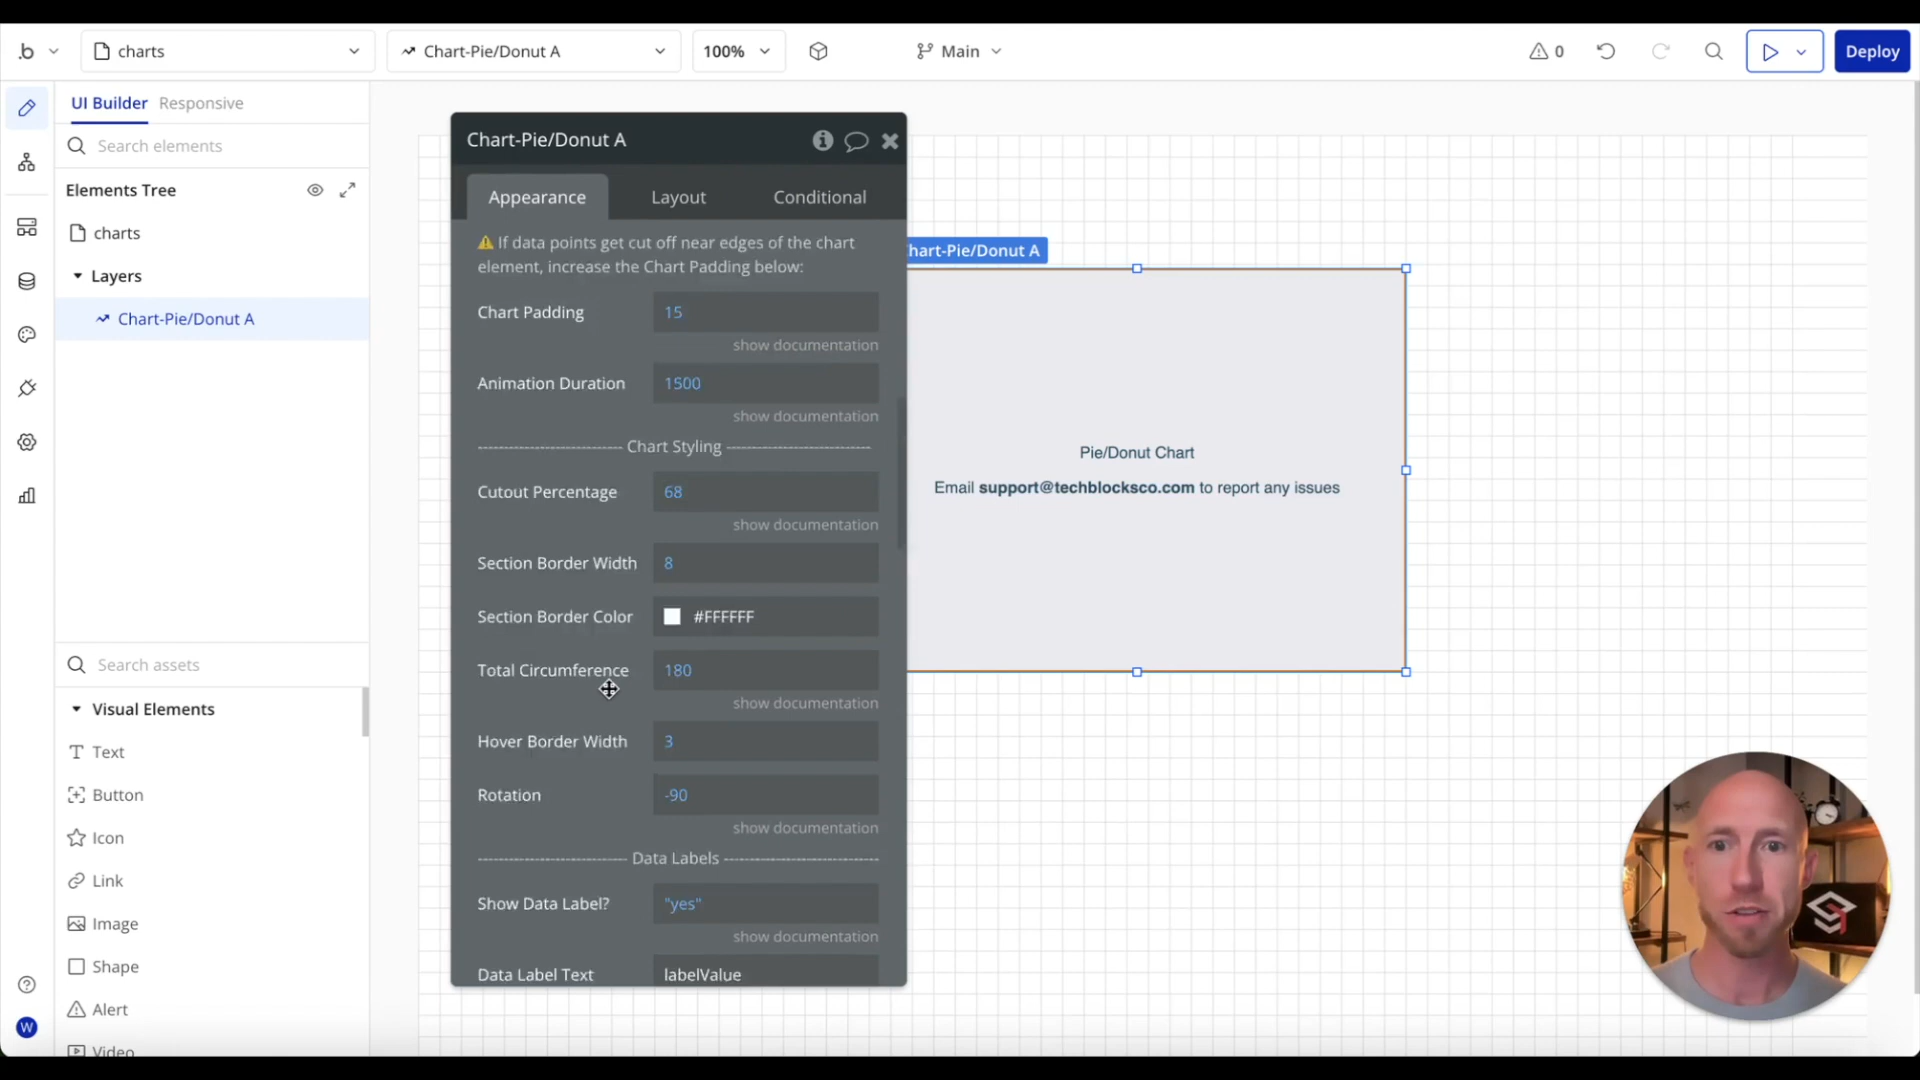 .b
charts
Chart-Pie/Donut A
100%
Main
0
Deploy
UI Builder
Responsive
Search elements
Elements Tree
charts
Layers
Chart-Pie/Donut A
Search assets
Visual Elements
Text
Button
Icon
Link
Image
Shape
Alert
Video
W
Chart-Pie/Donut A
Appearance
Layout
Conditional
If data points get cut off near edges of the chart
element, increase the Chart Padding below:
Chart Padding
15
show documentation
Animation Duration
1500
show documentation
Chart Styling
Cutout Percentage
68
show documentation
Section Border Width
8
Section Border Color
#FFFFFF
Total Circumference
180
show documentation
Hover Border Width
3
Rotation
-90
show documentation
Data Labels
Show Data Label?
"yes"
show documentation
Data Label Text
labelValue
hart-Pie/Donut A
Pie/Donut Chart
Email support@techblocksco.com to report any issues